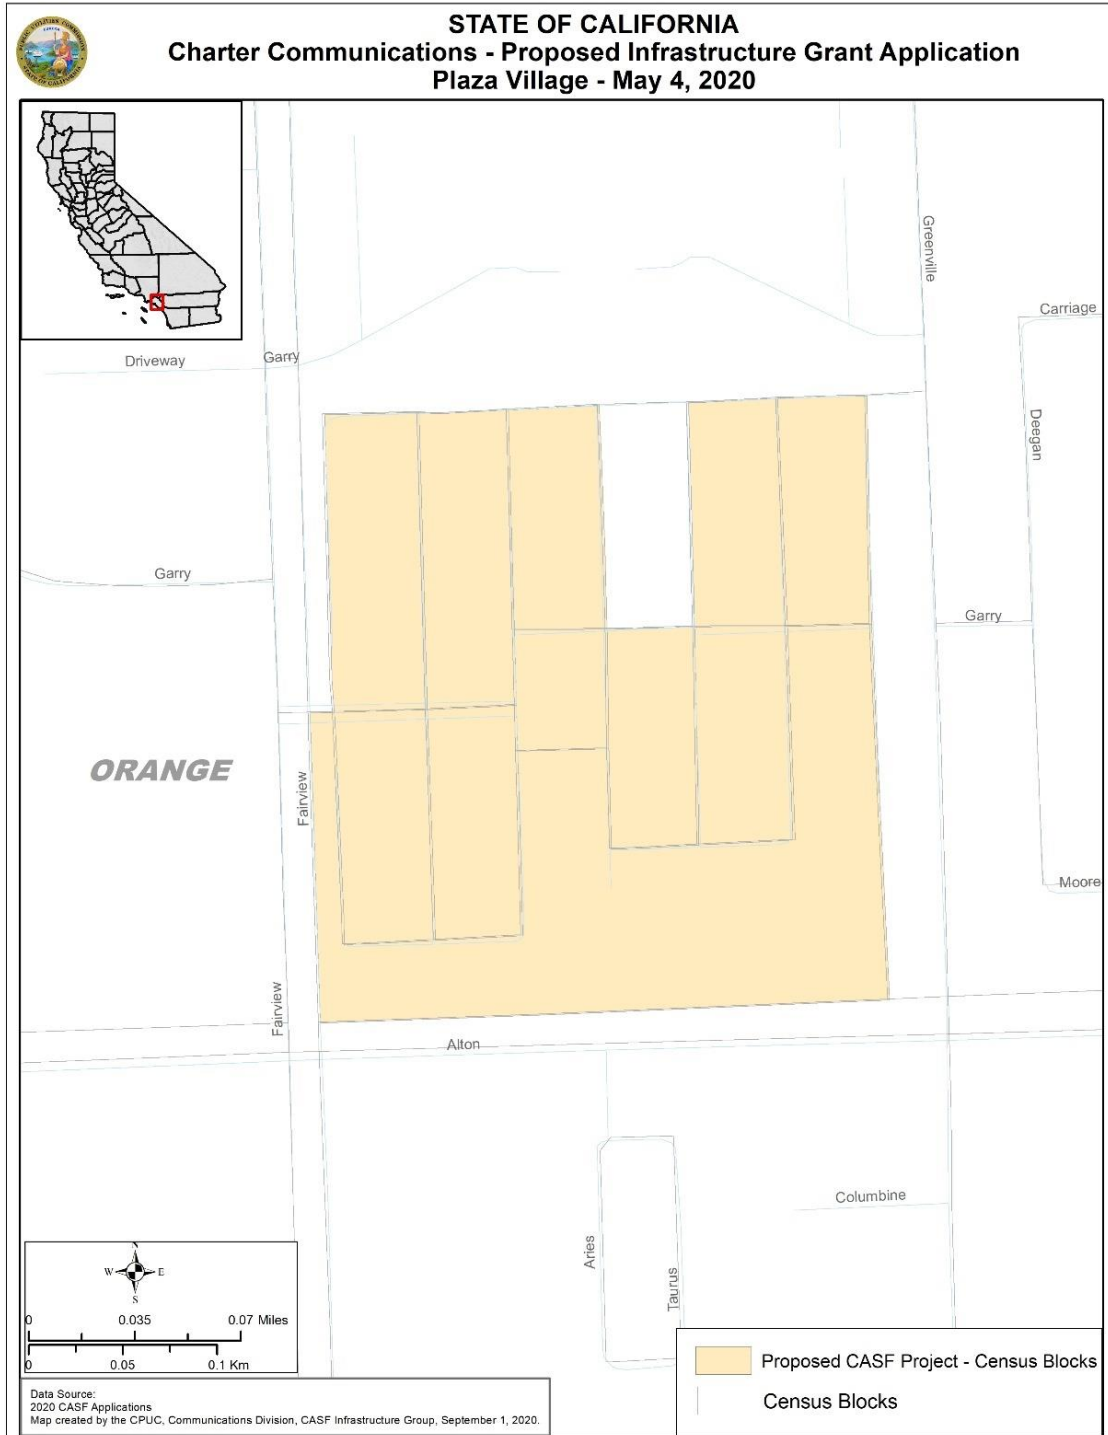 STATE OF CALIFORNIA
Charter Communications - Proposed Infrastructure Grant Application
Plaza Village - May 4, 2020
Greenville
Carriage
Driveway
Garry
Deegan
Garry
Garry
ORANGE
Fairview
Moore
Fairview
Alton
Columbine
Aries
Taurus
N
W E
S
0 0.035 0.07 Miles
0 0.05 0.1 Km
Proposed CASF Project - Census Blocks
Census Blocks
Data Source:
2020 CASF Applications
Map created by the CPUC, Communications Division, CASF Infrastructure Group, September 1, 2020.